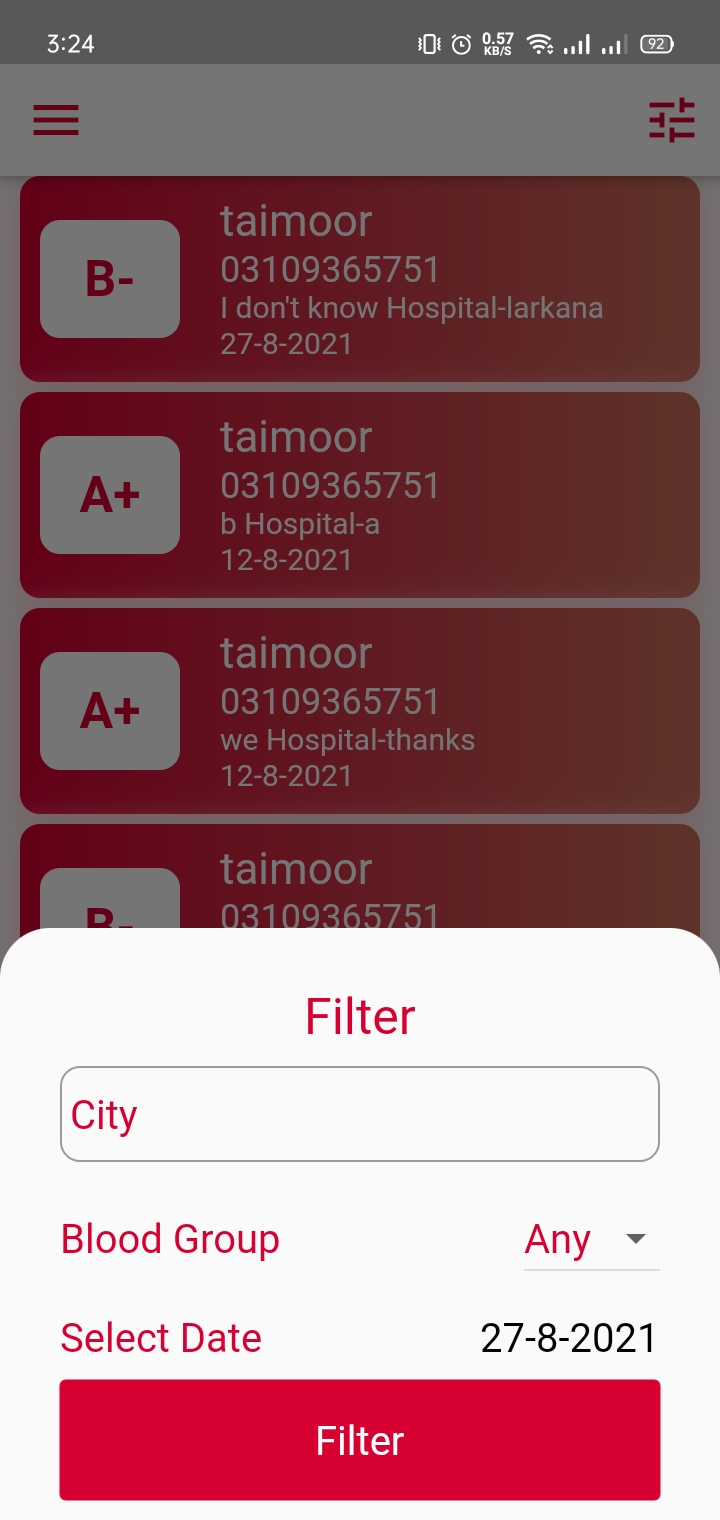 3:24
0.57
KB/S
92
B-
taimoor
03109365751
I don't know Hospital-larkana
27-8-2021
A+
taimoor
03109365751
b Hospital-a
12-8-2021
A+
taimoor
03109365751
we Hospital-thanks
12-8-2021
B-
taimoor
03109365751
Filter
City
Blood Group
Any
Select Date
27-8-2021
Filter